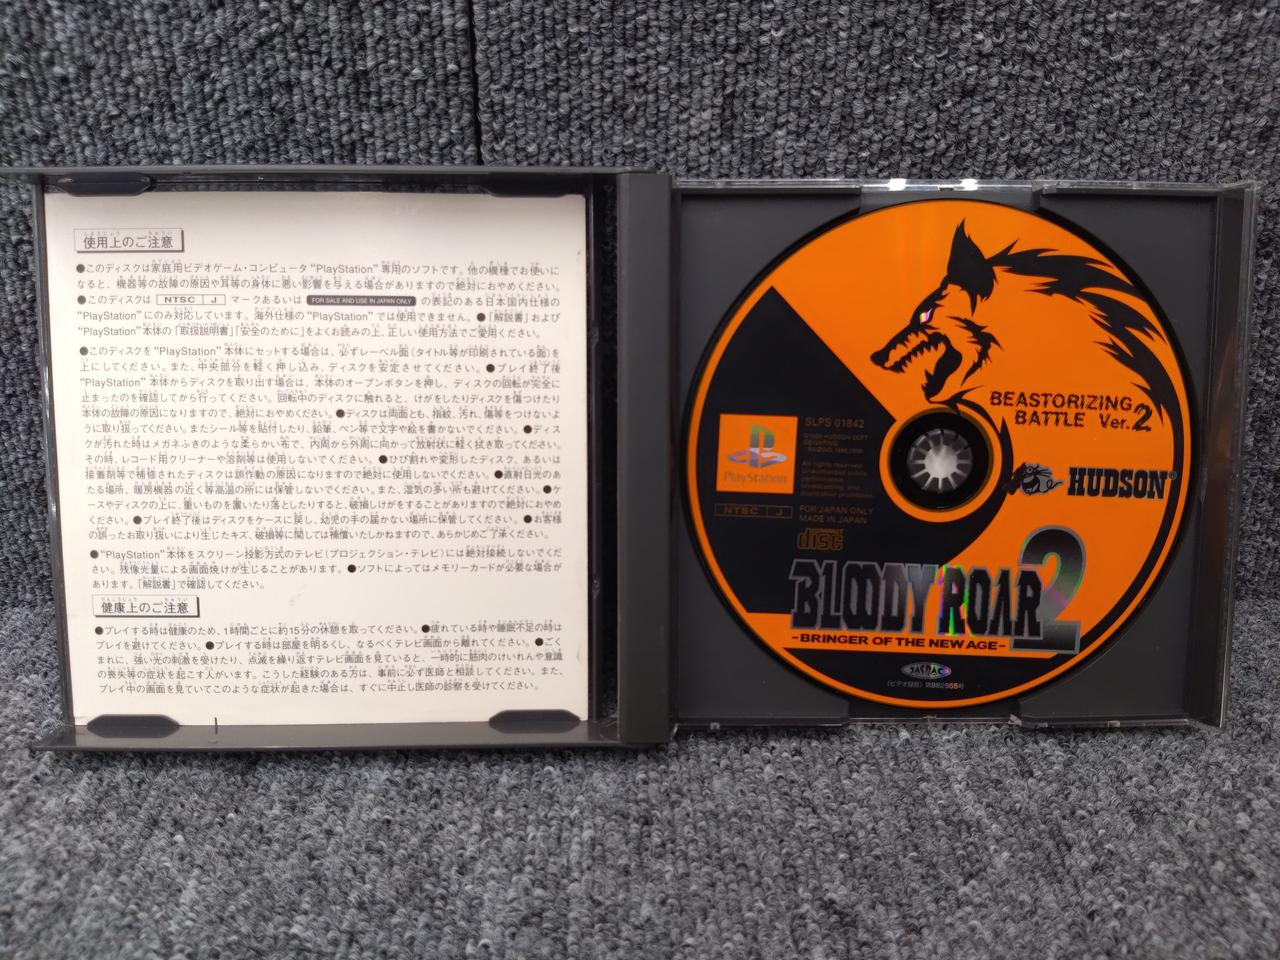 使用上のご注意
●このディスクは家庭用ビデオゲーム・コンピュータ“PlayStation”専用のソフトです。他の機種でお使いに
なると、機器等の故障の原因や耳等の身体に悪い影響を与える場合がありますので絶対におやめください。
●このディスクは NTSC J マークあるいは FOR SALE AND USE IN JAPAN ONLY の表記のある日本国内仕様の
“PlayStation”にのみ対応しています。海外仕様の“PlayStation”では使用できません。●「解説書」および
“PlayStation”本体の「取扱説明書」「安全のために」をよくお読みの上、正しい使用方法でご愛用ください。
●このディスクを“PlayStation”本体にセットする場合は、必ずレーベル面(タイトル等が印刷されている面)を
上にしてください。また、中央部分を軽く押し込み、ディスクを安定させてください。●プレイ終了後
“PlayStation”本体からディスクを取り出す場合は、本体のオープンボタンを押し、ディスクの回転が完全に
止まったのを確認してから行ってください。回転中のディスクに触れると、けがをしたりディスクを傷つけたり
本体の故障の原因になりますので、絶対におやめください。●ディスクは両面とも、指紋、汚れ、傷等をつけないよ
うに取り扱ってください。またシール等を貼付したり、鉛筆、ペン等で文字や絵を書かないでください。●ディス
クが汚れた時はメガネふきのような柔らかい布で、内周から外周に向かって放射状に軽く拭き取ってください。
その時、レコード用クリーナーや溶剤等は使用しないでください。●ひび割れや変形したディスク、あるいは
接着剤等で補修されたディスクは誤作動の原因になりますので絶対に使用しないでください。●直射日光のあ
たる場所、暖房機器の近く等高温の所には保管しないでください。また、湿気の多い所も避けてください。●ケ
ースやディスクの上に、重いものを置いたり落としたりすると、破損しけがをすることがありますので絶対におやめ
ください。●プレイ終了後はディスクをケースに戻し、幼児の手の届かない場所に保管してください。●お客様
の誤ったお取り扱いにより生じたキズ、破損等に関しては補償いたしかねますので、あらかじめご了承ください。
●“PlayStation”本体をスクリーン投影方式のテレビ(プロジェクション・テレビ)には絶対接続しないでくだ
さい。残像光量による画面焼けが生じることがあります。●ソフトによってはメモリーカードが必要な場合が
あります。「解説書」で確認してください。
健康上のご注意
●プレイする時は健康のため、1時間ごとに約15分の休憩を取ってください。●疲れている時や睡眠不足の時は
プレイを避けてください。●プレイする時は部屋を明るくし、なるべくテレビ画面から離れてください。●ごく
まれに、強い光の刺激を受けたり、点滅を繰り返すテレビ画面を見ていると、一時的に筋肉のけいれんや意識
の喪失等の症状を起こす人がいます。こうした経験のある方は、事前に必ず医師と相談してください。また、
プレイ中の画面を見ていてこのような症状が起きた場合は、すぐに中止し医師の診察を受けてください。
BEASTORIZING
BATTLE Ver.2
HUDSON®
SLPS 01842
PlayStation
All rights reserved.
NTSC J
FOR JAPAN ONLY
MADE IN JAPAN
disc
BLOODY ROAR 2
-BRINGER OF THE NEW AGE-
JASRAC